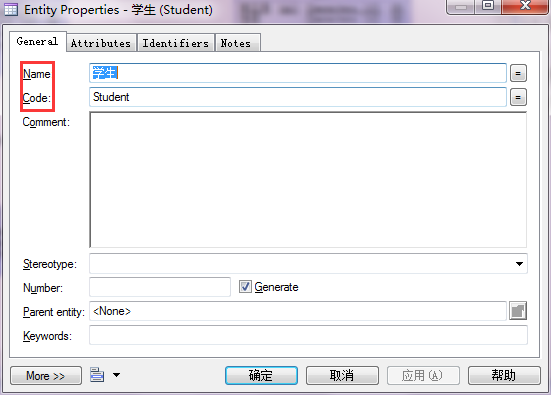 Entity Properties - 学生 (Student)
General Attributes Identifiers Notes
Name 学生 =
Code: Student =
Comment:
Stereotype:
Number: Generate
Parent entity: <None>
Keywords:
More >> 确定 取消 应用(A) 帮助